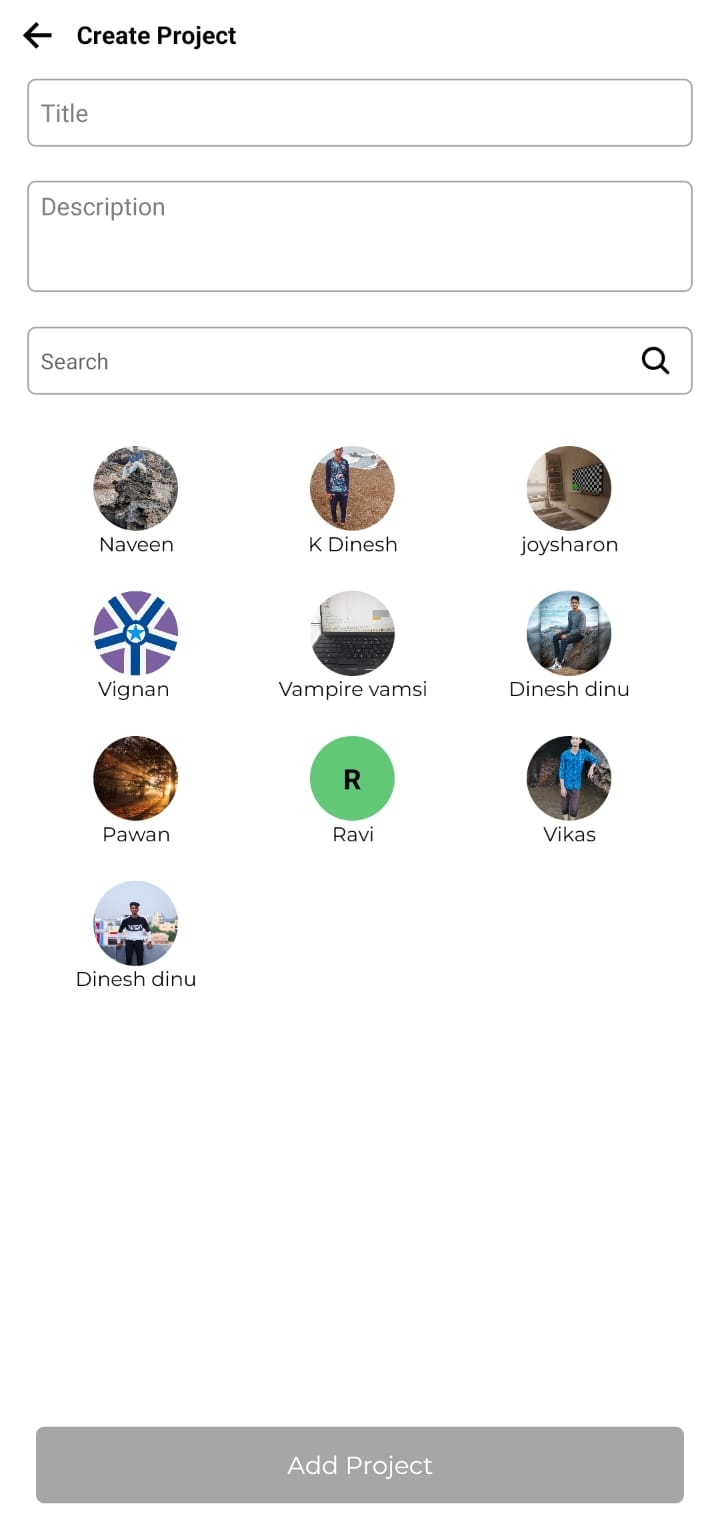 Create Project
Title
Description
Search
Naveen
K Dinesh
joysharon
Vignan
Vampire vamsi
Dinesh dinu
Pawan
R
Ravi
Vikas
Dinesh dinu
Add Project